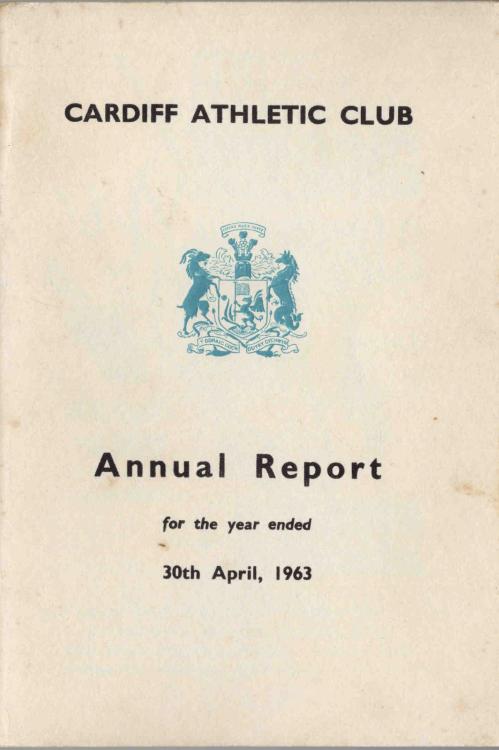 CARDIFF ATHLETIC CLUB
Annual Report
for the year ended
30th April, 1963